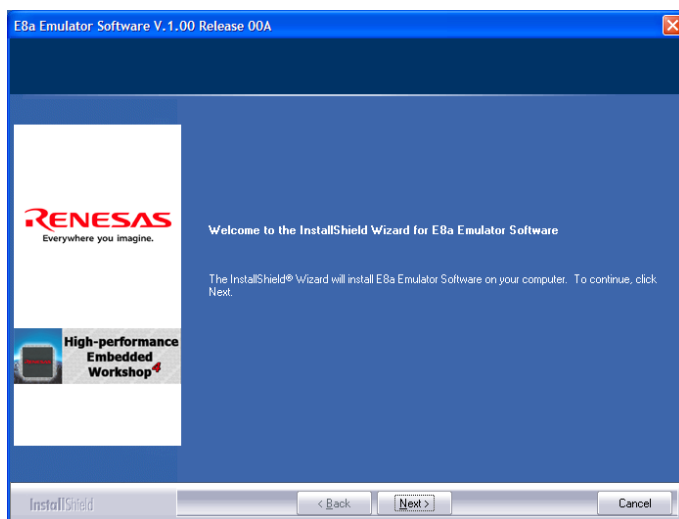 E8a Emulator Software V.1.00 Release 00A
RENESAS
Everywhere you imagine.
High-performance
Embedded
Workshop4
Welcome to the InstallShield Wizard for E8a Emulator Software
The InstallShield® Wizard will install E8a Emulator Software on your computer. To continue, click
Next.
InstallShield
< Back
Next >
Cancel